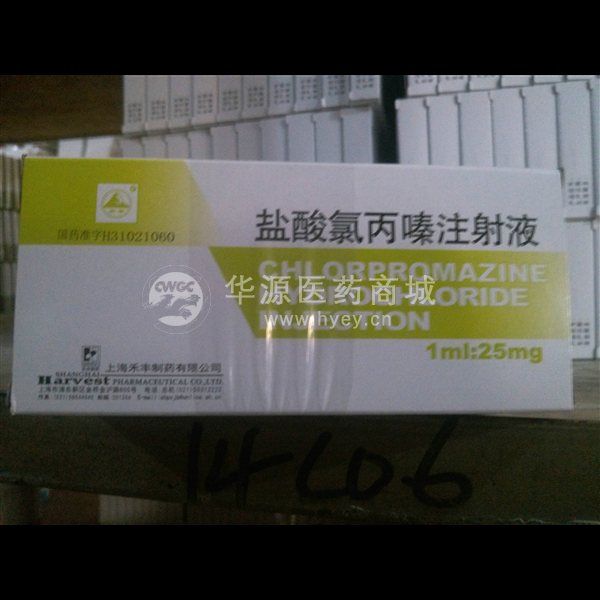 国药准字H31021060
盐酸氯丙嗪注射液
CHLORPROMAZINE
INJECTION
1ml:25mg
CWGC
华源医药商城
www.hyey.cn
上海禾丰制药有限公司
SHANGHAI
Harvest PHARMACEUTICAL CO.,LTD.
14C06